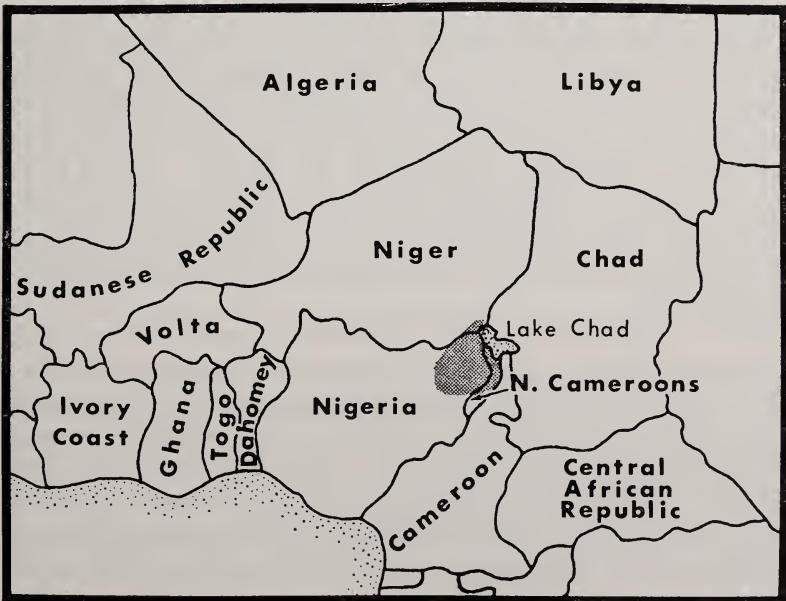 Algeria
Libya
Sudanese Republic
Niger
Chad
Volta
Lake Chad
N. Cameroons
Ivory
Coast
Ghana
Togo
Dahomey
Nigeria
Cameroon
Central
African
Republic